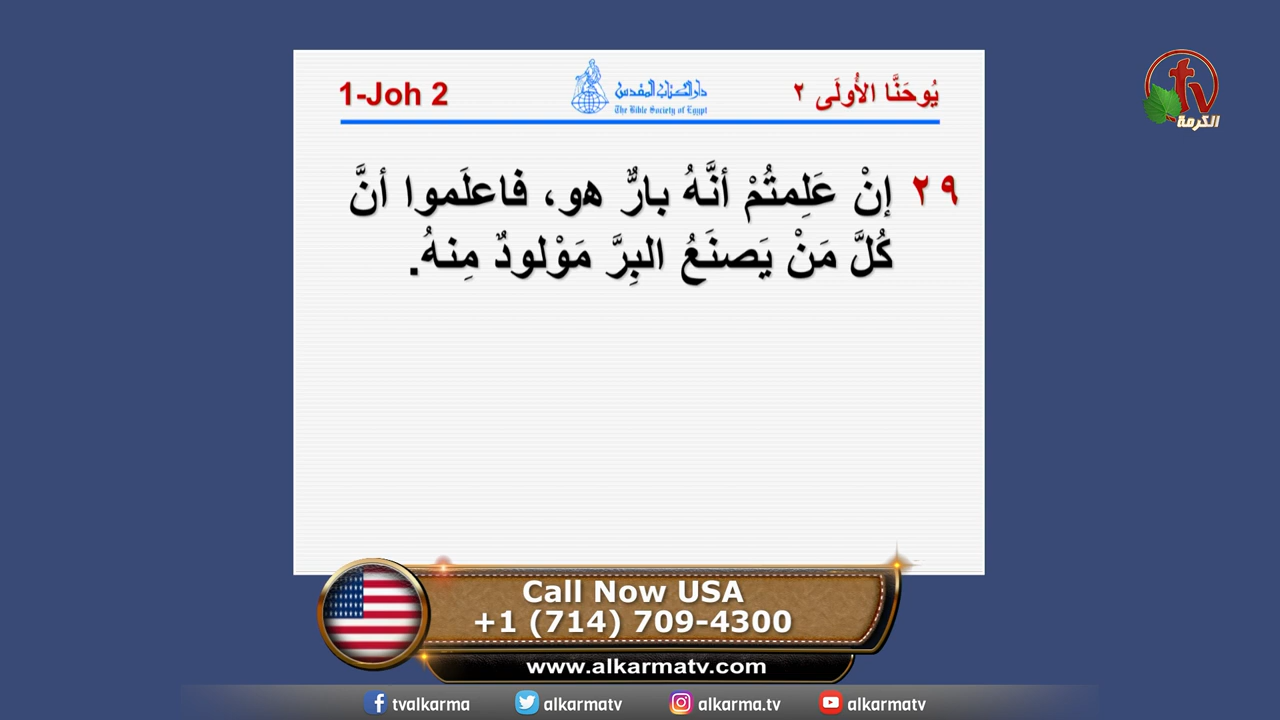 1-Joh 2
دار الكتاب المقدس
The Bible Society of Egypt
يُوحَنَّا الأُولَى ٢
tv
الكرمة
٢٩ إنْ عَلِمتُمْ أنَّهُ بارٌّ هو، فاعلَموا أنَّ
كُلَّ مَنْ يَصنَعُ البِرَّ مَوْلودٌ مِنهُ.
Call Now USA
+1 (714) 709-4300
www.alkarmatv.com
tvalkarma alkarmatv alkarma.tv alkarmatv